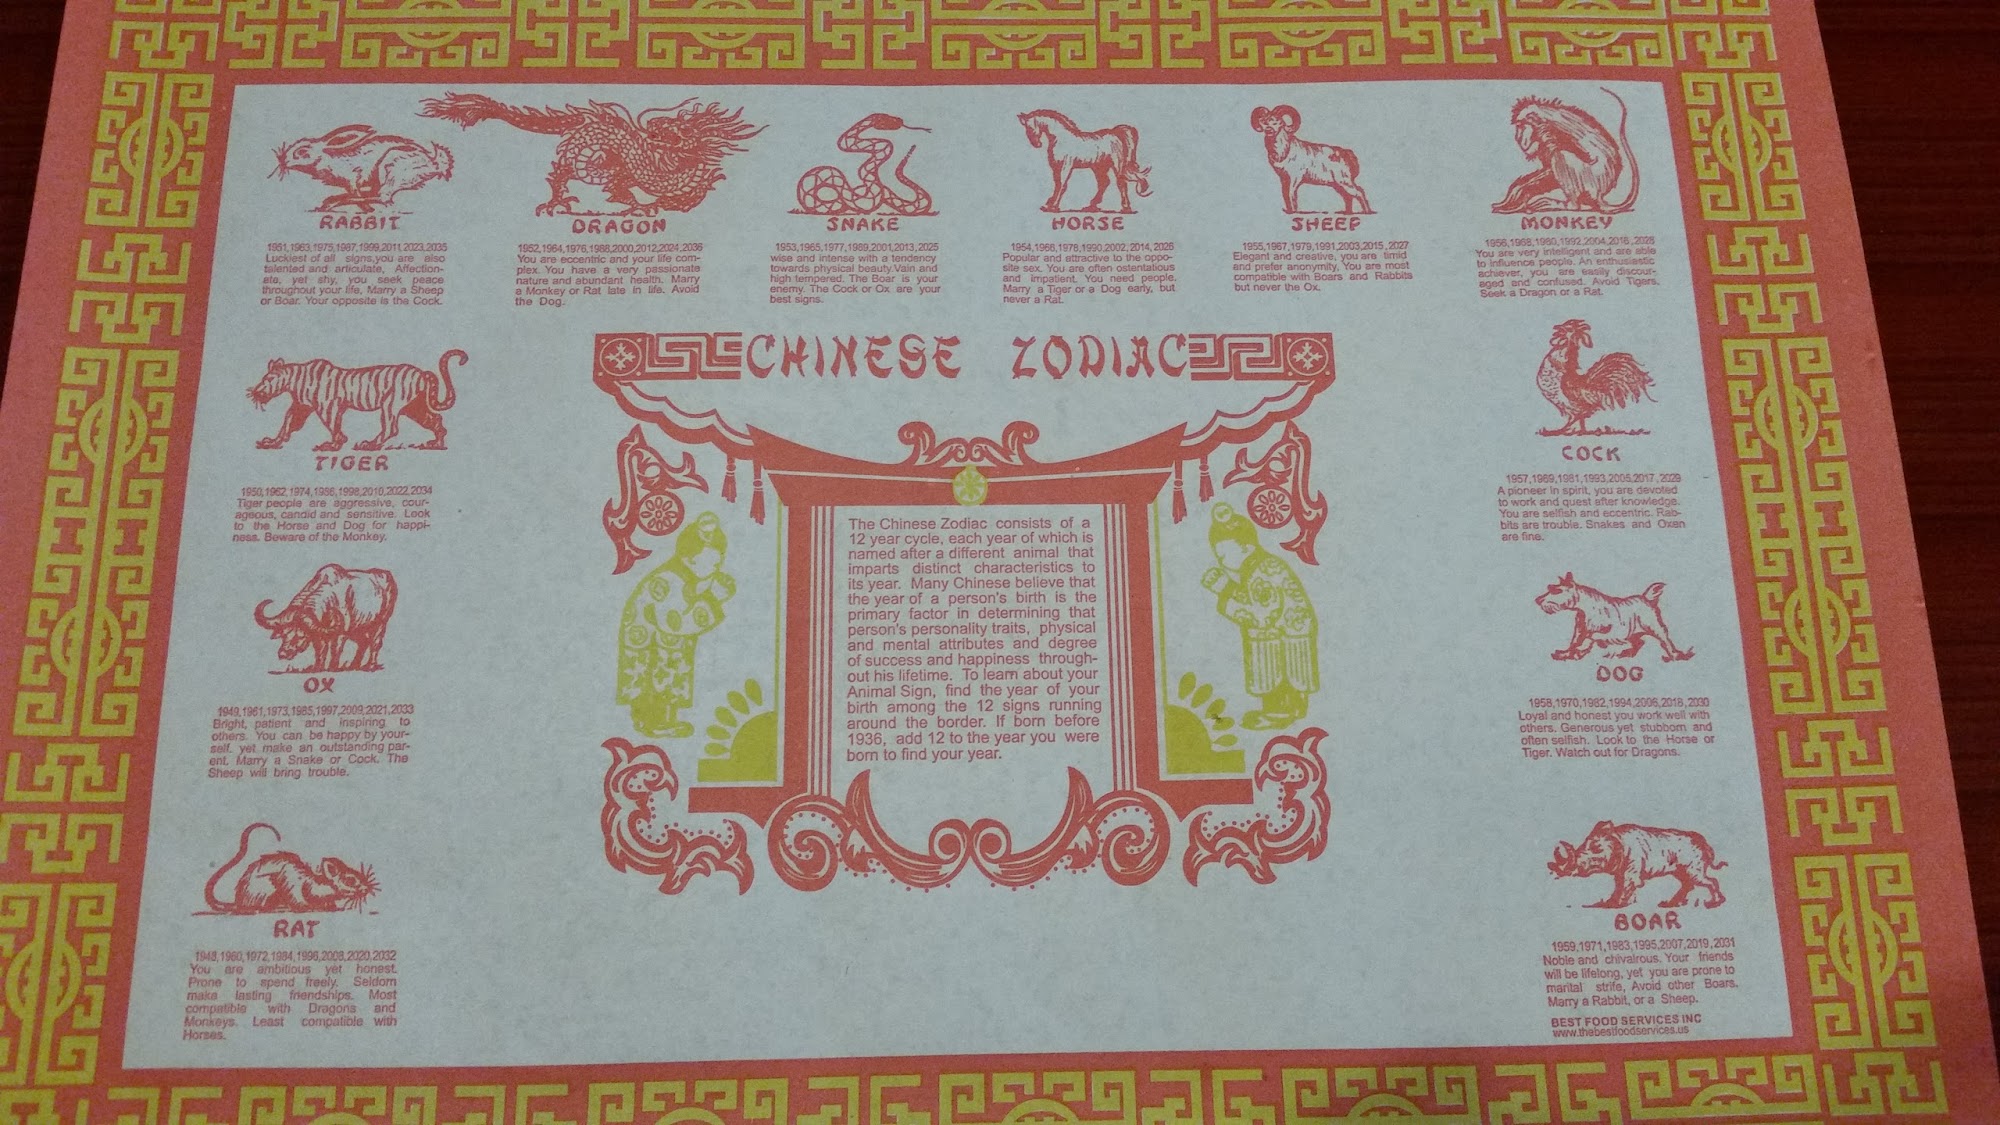 RABBIT
1951,1963,1975,1987,1999,2011,2023,2035
Luckiest of all signs,you are also
talented and articulate, Affection-
ate, yet shy, you seek peace
throughout your life. Marry a Sheep
or Boar. Your opposite is the Cock.
DRAGON
1952,1964,1976,1988,2000,2012,2024,2036
You are eccentric and your life com-
plex. You have a very passionate
nature and abundant health. Marry
a Monkey or Rat late in life. Avoid
the Dog.
SNAKE
1953,1965,1977,1989,2001,2013,2025
wise and intense with a tendency
towards physical beauty.Vain and
high tempered. The Boar is your
enemy. The Cock or Ox are your
best signs.
HORSE
1954,1966,1978,1990,2002,2014,2026
Popular and attractive to the oppo-
site sex. You are often ostantatious
and impatient. You need people.
Marry a Tiger or a Dog early, but
never a Rat.
SHEEP
1955,1967,1979,1991,2003,2015,2027
Elegant and creative, you are timid
and prefer anonymity, You are most
compatible with Boars and Rabbits
but never the Ox.
MONKEY
1956,1968,1980,1992,2004,2016,2028
You are very intelligent and are able
to influence people. An enthusiastic
achiever, you are easily discour-
aged and confused. Avoid Tigers.
Seek a Dragon or a Rat.
TIGER
1950,1962,1974,1986,1998,2010,2022,2034
Tiger people are aggressive, cour-
ageous, candid and sensitive. Look
to the Horse and Dog for happi-
ness. Beware of the Monkey.
OX
1949,1961,1973,1985,1997,2009,2021,2033
Bright, patient and inspiring to
others. You can be happy by your-
self. yet make an outstanding par-
ent. Marry a Snake or Cock. The
Sheep will bring trouble.
RAT
1948,1960,1972,1984,1996,2008,2020,2032
You are ambitious yet honest.
Prone to spend freely. Seldom
make lasting friendships. Most
compatible with Dragons and
Monkeys. Least compatible with
Horses.
CHINESE ZODIAC
The Chinese Zodiac consists of a
12 year cycle, each year of which is
named after a different animal that
imparts distinct characteristics to
its year. Many Chinese believe that
the year of a person's birth is the
primary factor in determining that
person's personality traits, physical
and mental attributes and degree
of success and happiness through-
out his lifetime. To learn about your
Animal Sign, find the year of your
birth among the 12 signs running
around the border. If born before
1936, add 12 to the year you were
born to find your year.
COCK
1957,1969,1981,1993,2005,2017,2029
A pioneer in spirit, you are devoted
to work and quest after knowledge.
You are selfish and eccentric. Rab-
bits are trouble. Snakes and Oxen
are fine.
DOG
1958,1970,1982,1994,2006,2018,2030
Loyal and honest you work well with
others. Generous yet stubborn and
often selfish. Look to the Horse or
Tiger. Watch out for Dragons.
BOAR
1959,1971,1983,1995,2007,2019,2031
Noble and chivalrous. Your friends
will be lifelong, yet you are prone to
marital strife, Avoid other Boars.
Marry a Rabbit, or a Sheep.
BEST FOOD SERVICES INC
www.thebestfoodservices.us